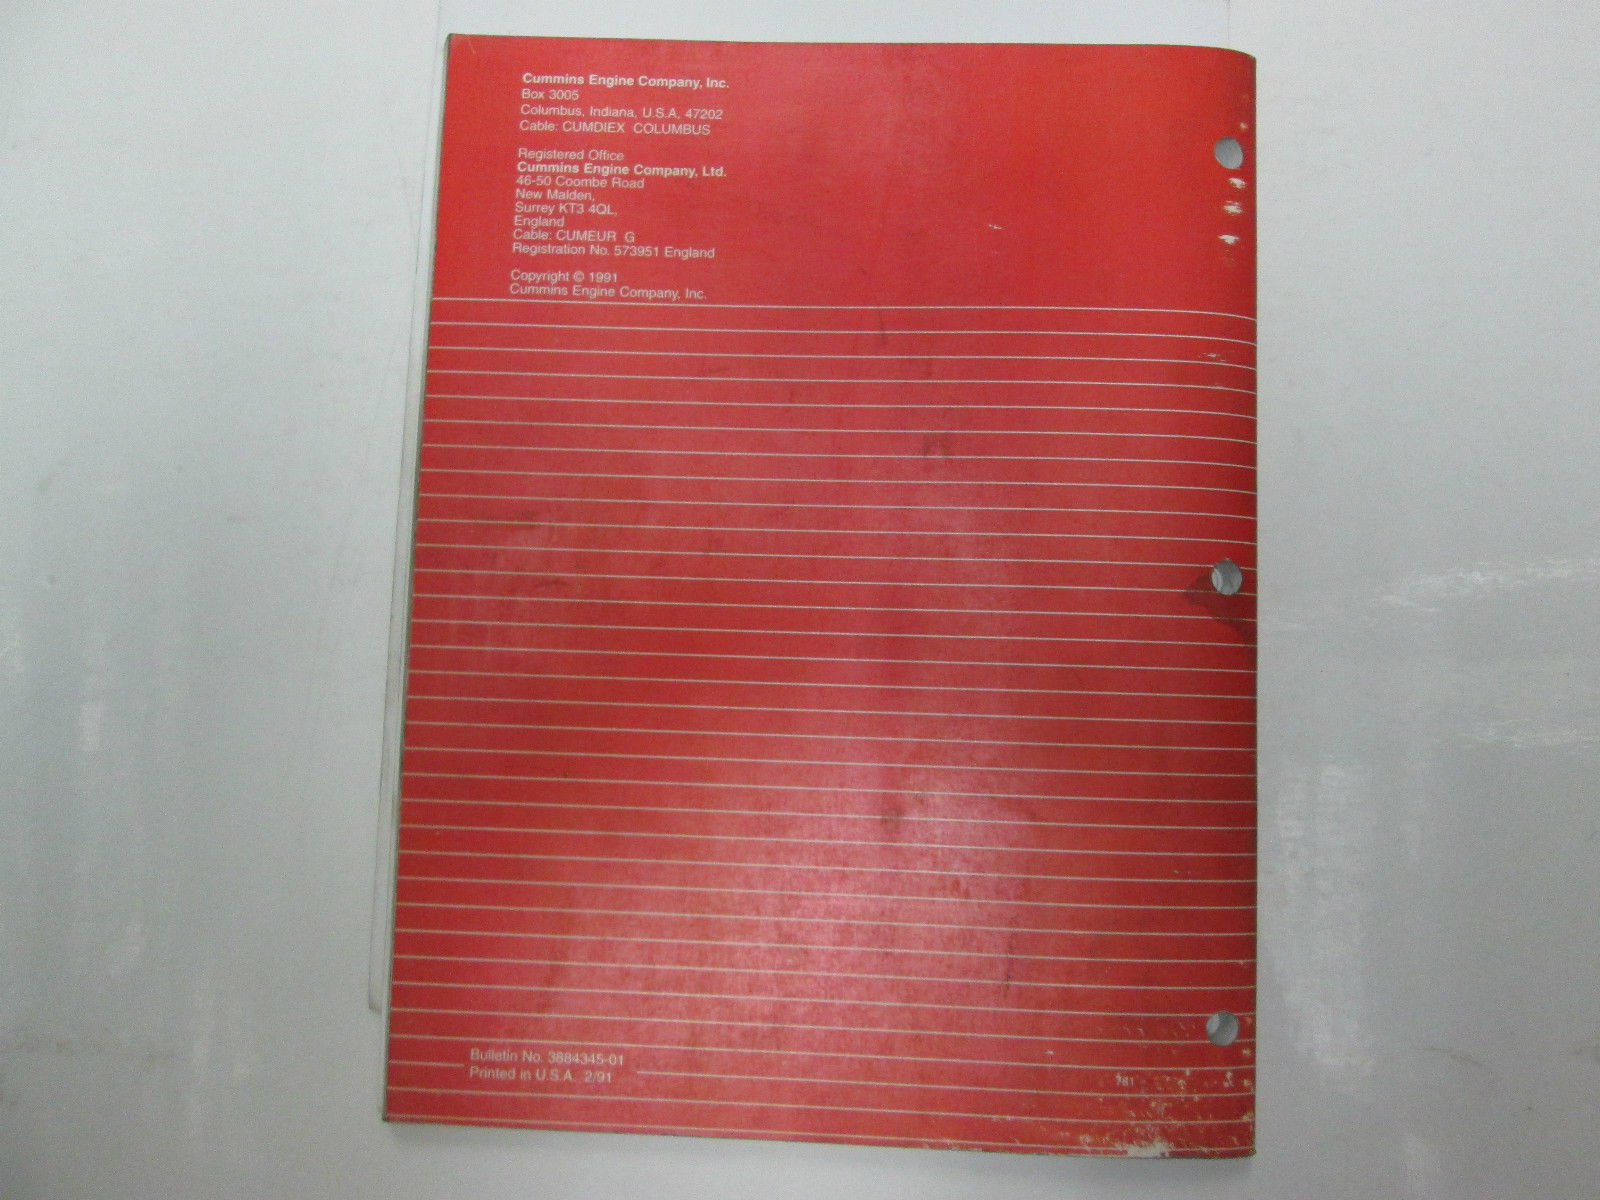 Cummins Engine Company, Inc.
Box 3005
Columbus, Indiana, U.S.A, 47202
Cable: CUMDIEX COLUMBUS
Registered Office
Cummins Engine Company, Ltd.
46-50 Coombe Road
New Malden,
Surrey KT3 4QL,
England
Cable: CUMEUR G
Registration No. 573951 England
Copyright © 1991
Cummins Engine Company, Inc.
Bulletin No. 3884345-01
Printed in U.S.A. 2/91
781